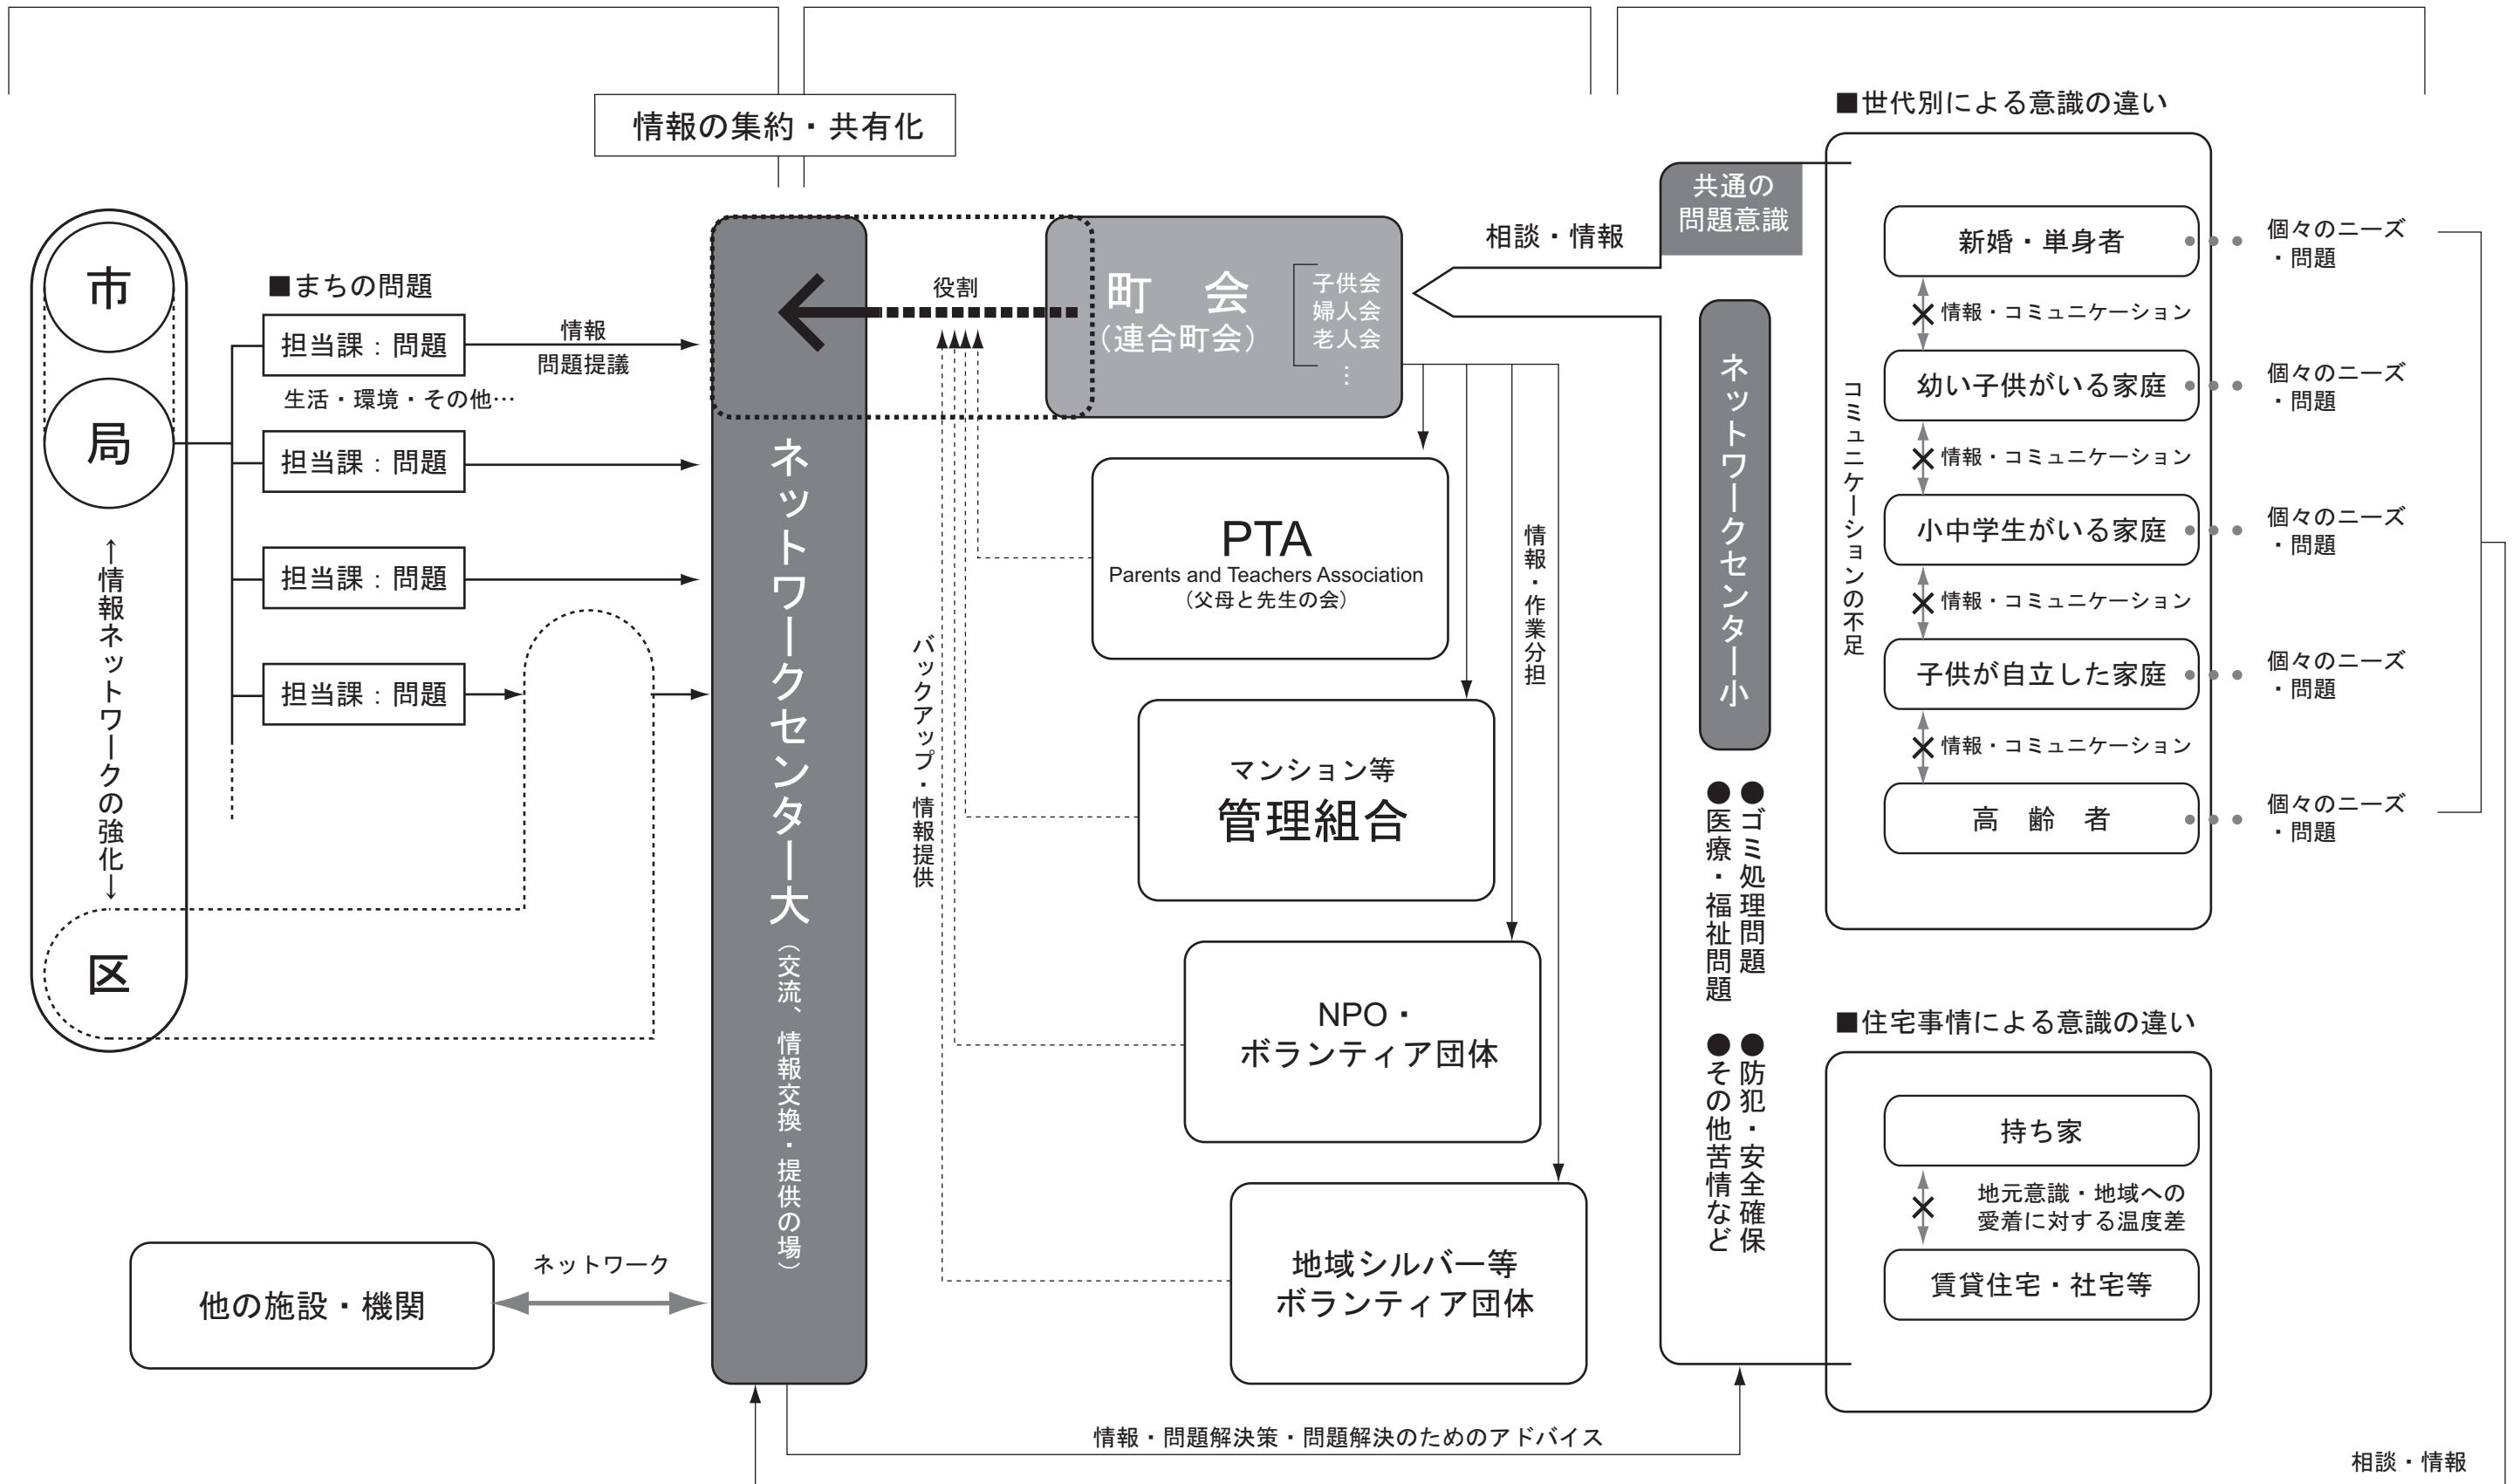 情報の集約・共有化
市
局
←情報ネットワークの強化→
区
■まちの問題
担当課：問題
生活・環境・その他…
担当課：問題
担当課：問題
担当課：問題
情報
問題提議
他の施設・機関
ネットワーク
ネットワークセンター大（交流、情報交換・提供の場）
役割
町　会
（連合町会）
子供会
婦人会
老人会
…
バックアップ・情報提供
PTA
Parents and Teachers Association
（父母と先生の会）
マンション等
管理組合
NPO・
ボランティア団体
地域シルバー等
ボランティア団体
情報・作業分担
相談・情報
共通の
問題意識
ネットワークセンター小
●ゴミ処理問題　●防犯・安全確保
●医療・福祉問題　●その他苦情など
■世代別による意識の違い
コミュニケーションの不足
新婚・単身者
情報・コミュニケーション
幼い子供がいる家庭
情報・コミュニケーション
小中学生がいる家庭
情報・コミュニケーション
子供が自立した家庭
情報・コミュニケーション
高　齢　者
個々のニーズ
・問題
個々のニーズ
・問題
個々のニーズ
・問題
個々のニーズ
・問題
個々のニーズ
・問題
■住宅事情による意識の違い
持ち家
地元意識・地域への
愛着に対する温度差
賃貸住宅・社宅等
情報・問題解決策・問題解決のためのアドバイス
相談・情報